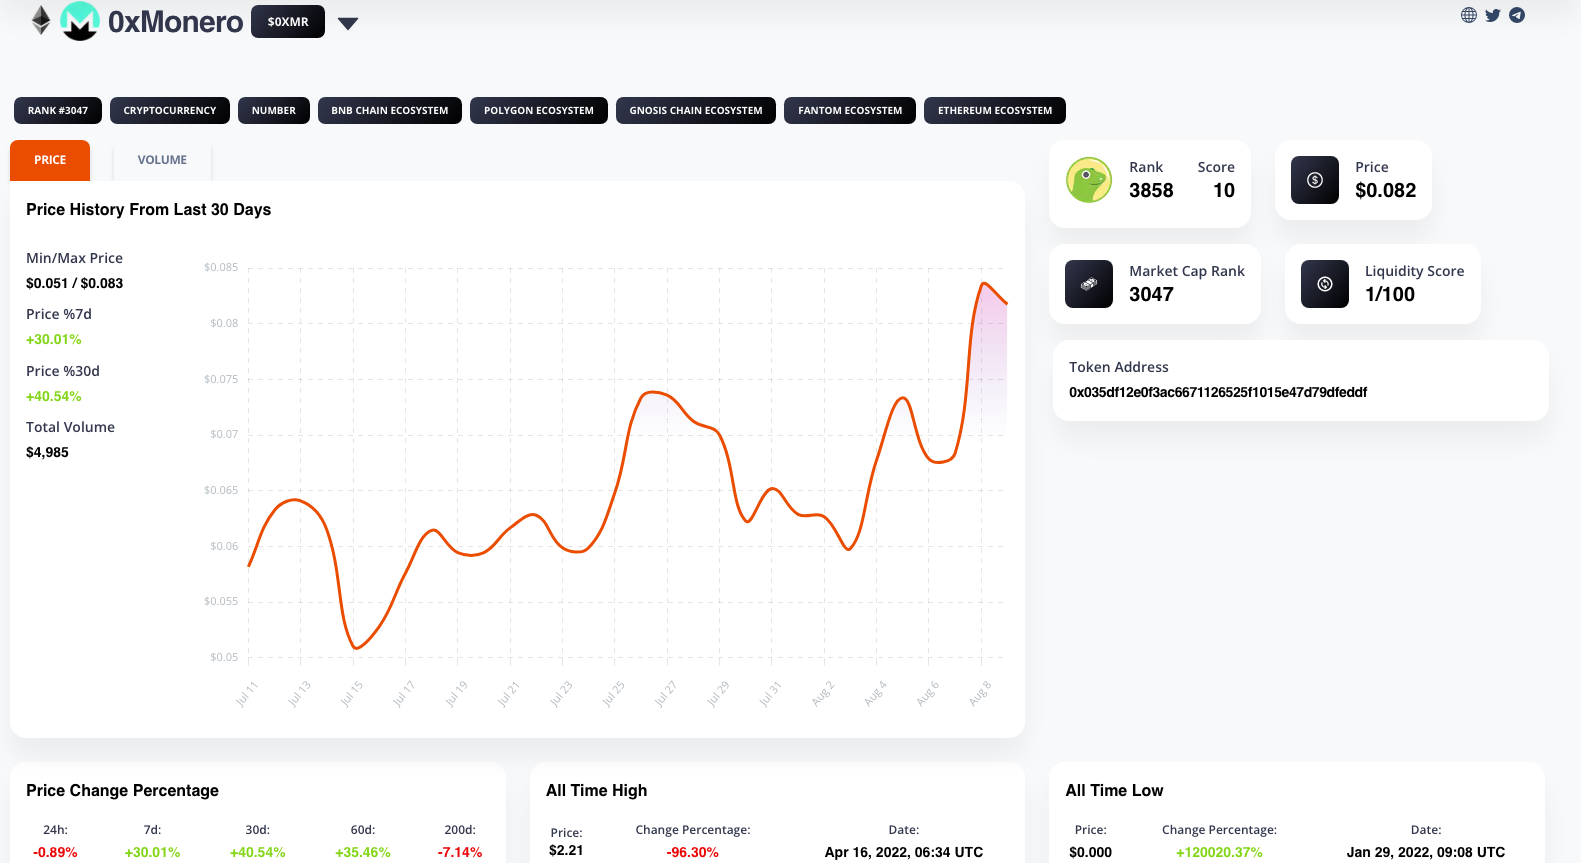 0xMonero $0XMR
RANK #3047 CRYPTOCURRENCY NUMBER BNB CHAIN ECOSYSTEM POLYGON ECOSYSTEM GNOSIS CHAIN ECOSYSTEM FANTOM ECOSYSTEM ETHEREUM ECOSYSTEM
PRICE VOLUME
Price History From Last 30 Days
Min/Max Price
$0.051 / $0.083
Price %7d
+30.01%
Price %30d
+40.54%
Total Volume
$4,985
$0.085
$0.08
$0.075
$0.07
$0.065
$0.06
$0.055
$0.05
Jul 11 Jul 13 Jul 15 Jul 17 Jul 19 Jul 21 Jul 23 Jul 25 Jul 27 Jul 29 Jul 31 Aug 2 Aug 4 Aug 6 Aug 8
Rank Score
3858 10
Price
$0.082
Market Cap Rank
3047
Liquidity Score
1/100
Token Address
0x035df12e0f3ac6671126525f1015e47d79dfeddf
Price Change Percentage
24h: 7d: 30d: 60d: 200d:
-0.89% +30.01% +40.54% +35.46% -7.14%
All Time High
Price: Change Percentage: Date:
$2.21 -96.30% Apr 16, 2022, 06:34 UTC
All Time Low
Price: Change Percentage: Date:
$0.000 +120020.37% Jan 29, 2022, 09:08 UTC